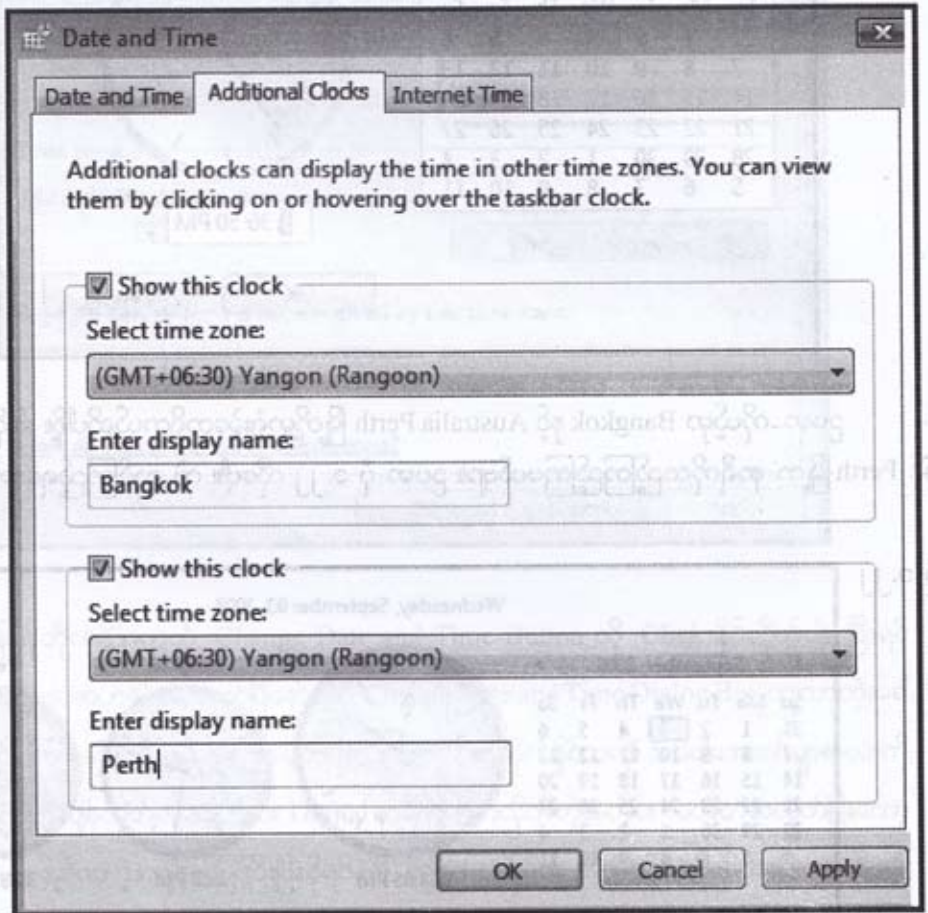 Date and Time
Date and Time Additional Clocks Internet Time
Additional clocks can display the time in other time zones. You can view
them by clicking on or hovering over the taskbar clock.
Show this clock
Select time zone:
(GMT+06:30) Yangon (Rangoon)
Enter display name:
Bangkok
Show this clock
Select time zone:
(GMT+06:30) Yangon (Rangoon)
Enter display name:
Perth
OK Cancel Apply